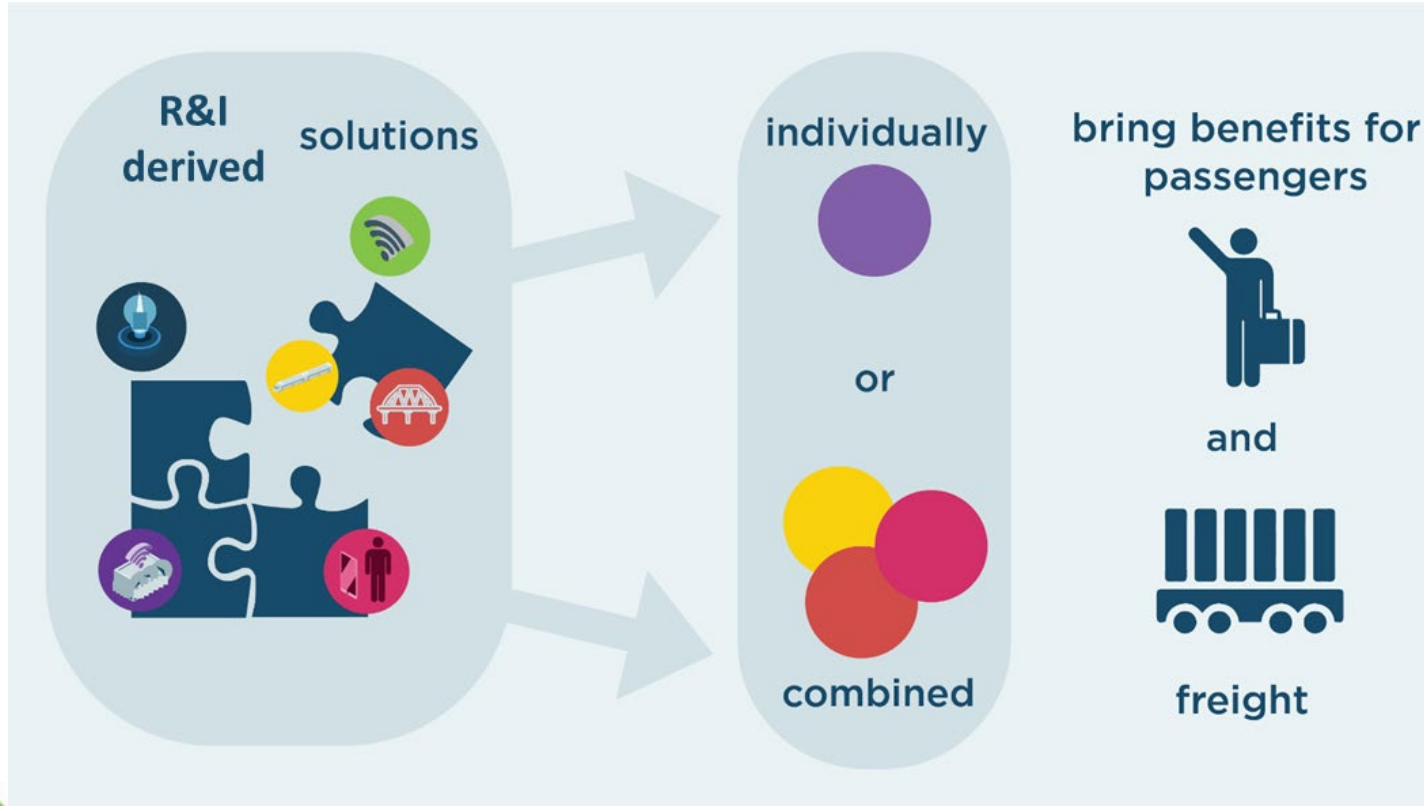 R&I
derived
solutions
individually
or
combined
bring benefits for
passengers
and
freight